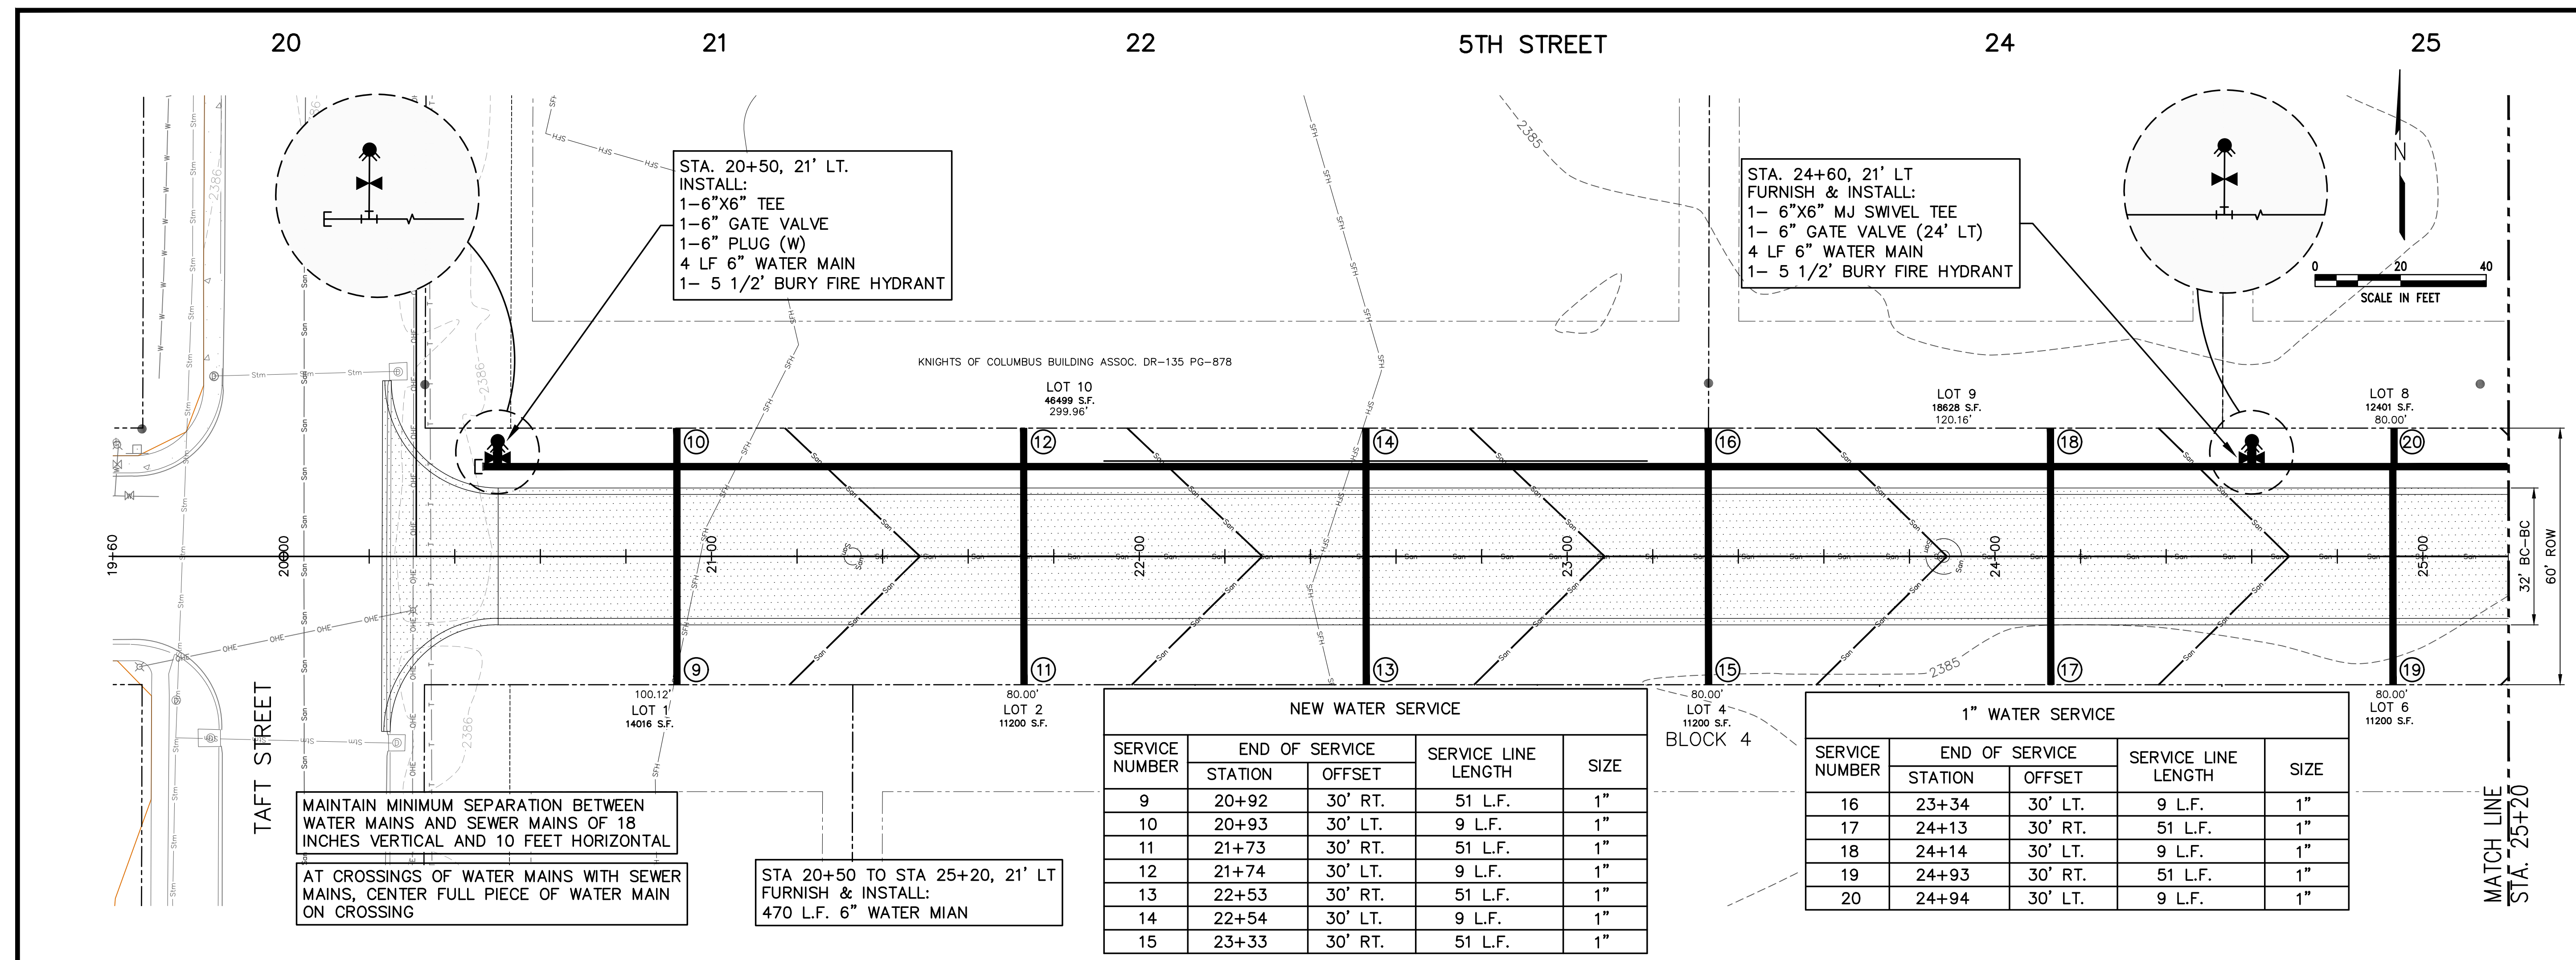 20 21 22 5TH STREET 24 25
STA. 20+50, 21' LT.
INSTALL:
1-6"X6" TEE
1-6" GATE VALVE
1-6" PLUG (W)
4 LF 6" WATER MAIN
1- 5 1/2' BURY FIRE HYDRANT
STA. 24+60, 21' LT
FURNISH & INSTALL:
1- 6"X6" MJ SWIVEL TEE
1- 6" GATE VALVE (24' LT)
4 LF 6" WATER MAIN
1- 5 1/2' BURY FIRE HYDRANT
N
0 20 40
SCALE IN FEET
2386
2385
KNIGHTS OF COLUMBUS BUILDING ASSOC. DR-135 PG-878
LOT 10
46499 S.F.
299.96'
LOT 9
18628 S.F.
120.16'
LOT 8
12401 S.F.
80.00'
2386
10 12 14 16 18 20
19+60 20+00 21+00 22+00 23+00 24+00 25+00
32' BC-BC
60' ROW
9 11 13 15 17 19
2385
2386
TAFT STREET
100.12'
LOT 1
14016 S.F.
80.00'
LOT 2
11200 S.F.
80.00'
LOT 4
11200 S.F.
BLOCK 4
80.00'
LOT 6
11200 S.F.
MAINTAIN MINIMUM SEPARATION BETWEEN
WATER MAINS AND SEWER MAINS OF 18
INCHES VERTICAL AND 10 FEET HORIZONTAL
AT CROSSINGS OF WATER MAINS WITH SEWER
MAINS, CENTER FULL PIECE OF WATER MAIN
ON CROSSING
STA 20+50 TO STA 25+20, 21' LT
FURNISH & INSTALL:
470 L.F. 6" WATER MIAN
NEW WATER SERVICE
SERVICE NUMBER END OF SERVICE SERVICE LINE LENGTH SIZE
STATION OFFSET
9 20+92 30' RT. 51 L.F. 1"
10 20+93 30' LT. 9 L.F. 1"
11 21+73 30' RT. 51 L.F. 1"
12 21+74 30' LT. 9 L.F. 1"
13 22+53 30' RT. 51 L.F. 1"
14 22+54 30' LT. 9 L.F. 1"
15 23+33 30' RT. 51 L.F. 1"
1" WATER SERVICE
SERVICE NUMBER END OF SERVICE SERVICE LINE LENGTH SIZE
STATION OFFSET
16 23+34 30' LT. 9 L.F. 1"
17 24+13 30' RT. 51 L.F. 1"
18 24+14 30' LT. 9 L.F. 1"
19 24+93 30' RT. 51 L.F. 1"
20 24+94 30' LT. 9 L.F. 1"
MATCH LINE
STA. 25+20